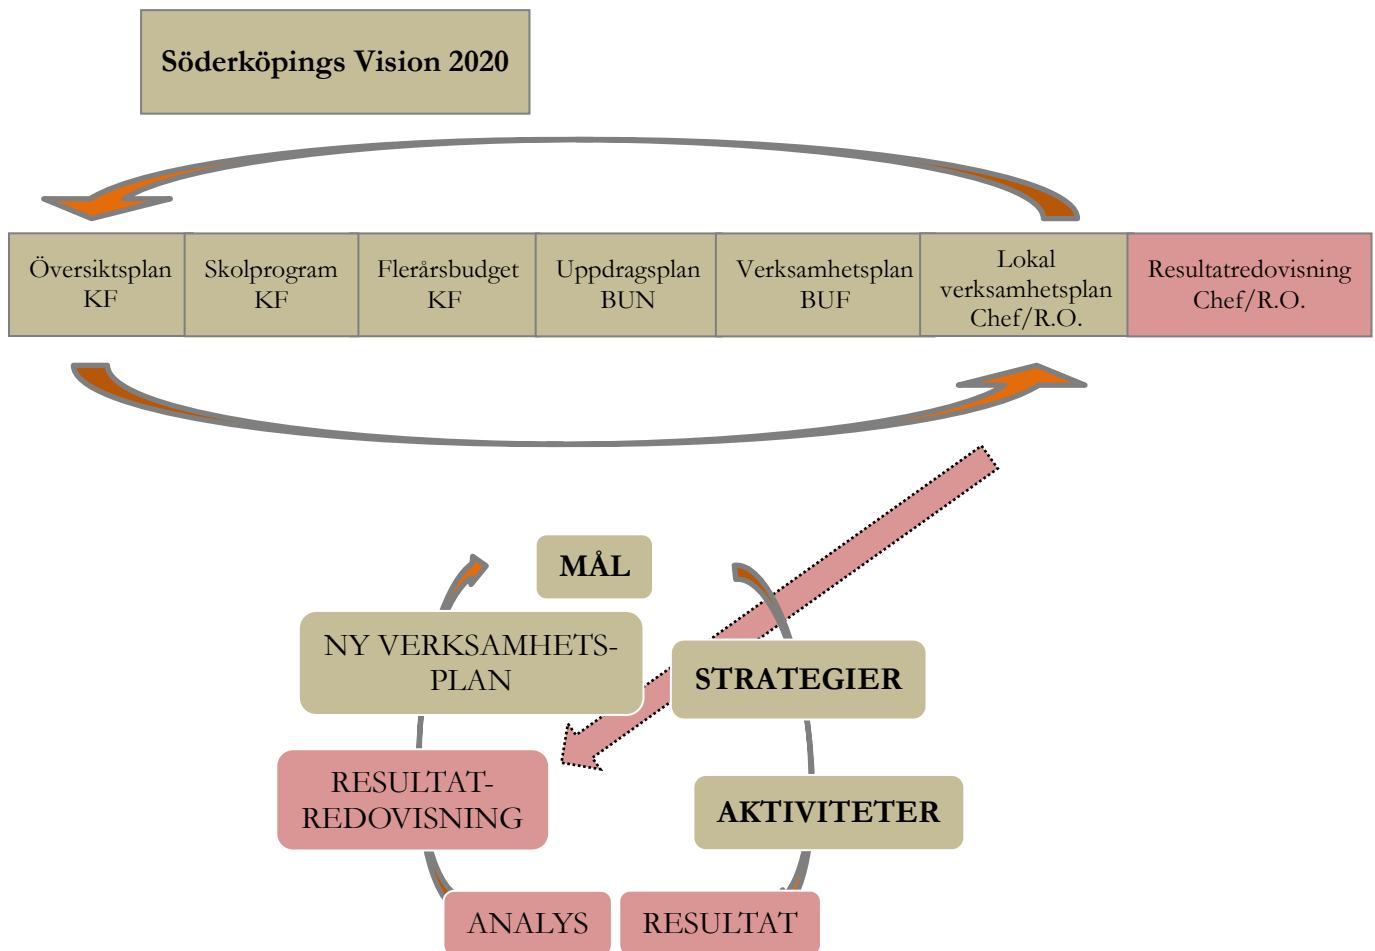 Söderköpings Vision 2020
Översiktsplan
KF
Skolprogram
KF
Flerårsbudget
KF
Uppdragsplan
BUN
Verksamhetsplan
BUF
Lokal
verksamhetsplan
Chef/R.O.
Resultatredovisning
Chef/R.O.
MÅL
NY VERKSAMHETS-
PLAN
STRATEGIER
RESULTAT-
REDOVISNING
AKTIVITETER
ANALYS
RESULTAT